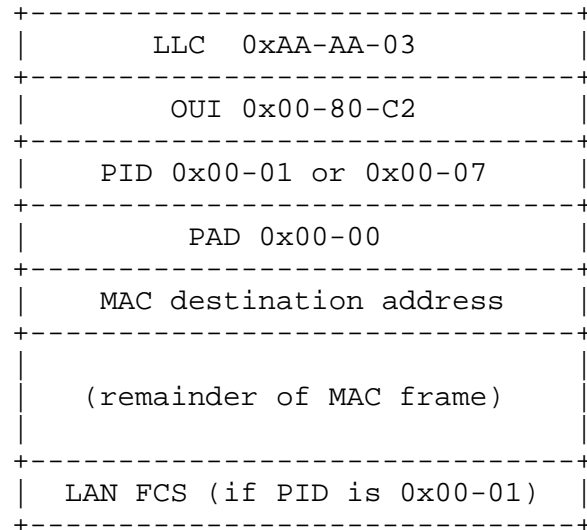 LLC 0xAA-AA-03
OUI 0x00-80-C2
PID 0x00-01 or 0x00-07
PAD 0x00-00
MAC destination address
(remainder of MAC frame)
LAN FCS (if PID is 0x00-01)